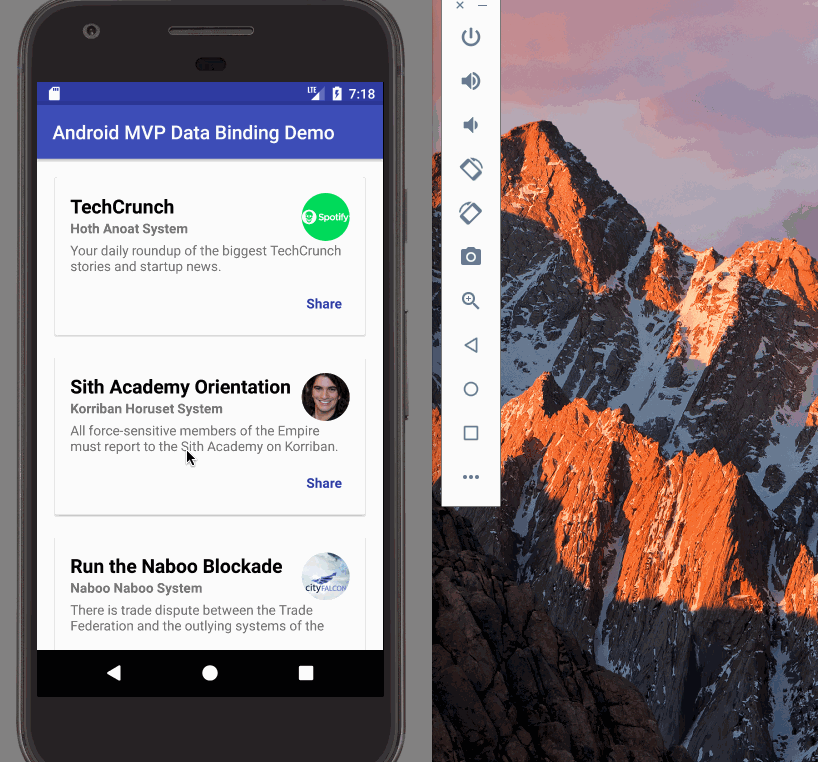 LTE 7:18
Android MVP Data Binding Demo
TechCrunch
Spotify
Hoth Anoat System
Your daily roundup of the biggest TechCrunch
stories and startup news.
Share
Sith Academy Orientation
Korriban Horuset System
All force-sensitive members of the Empire
must report to the Sith Academy on Korriban.
Share
Run the Naboo Blockade
Naboo Naboo System
cityFALCON
There is trade dispute between the Trade
Federation and the outlying systems of the